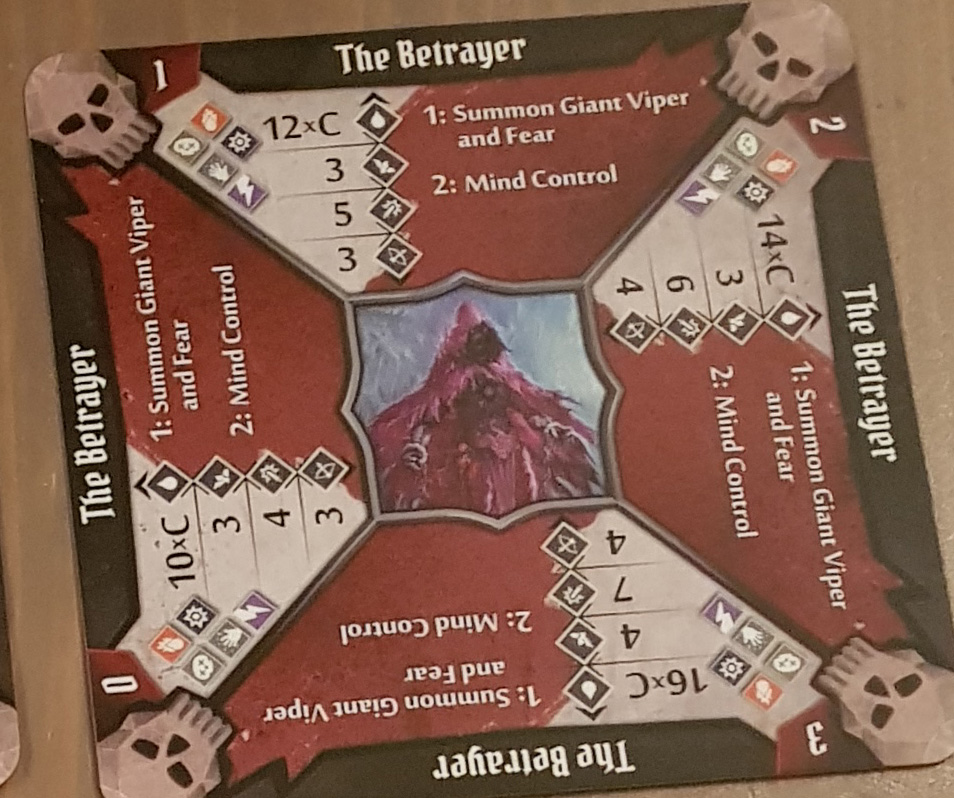 1
The Betrayer
12×C
3
5
3
1: Summon Giant Viper
and Fear
2: Mind Control
2
The Betrayer
14×C
3
6
4
1: Summon Giant Viper
and Fear
2: Mind Control
3
The Betrayer
16×C
4
7
4
1: Summon Giant Viper
and Fear
2: Mind Control
0
The Betrayer
10×C
3
4
3
1: Summon Giant Viper
and Fear
2: Mind Control